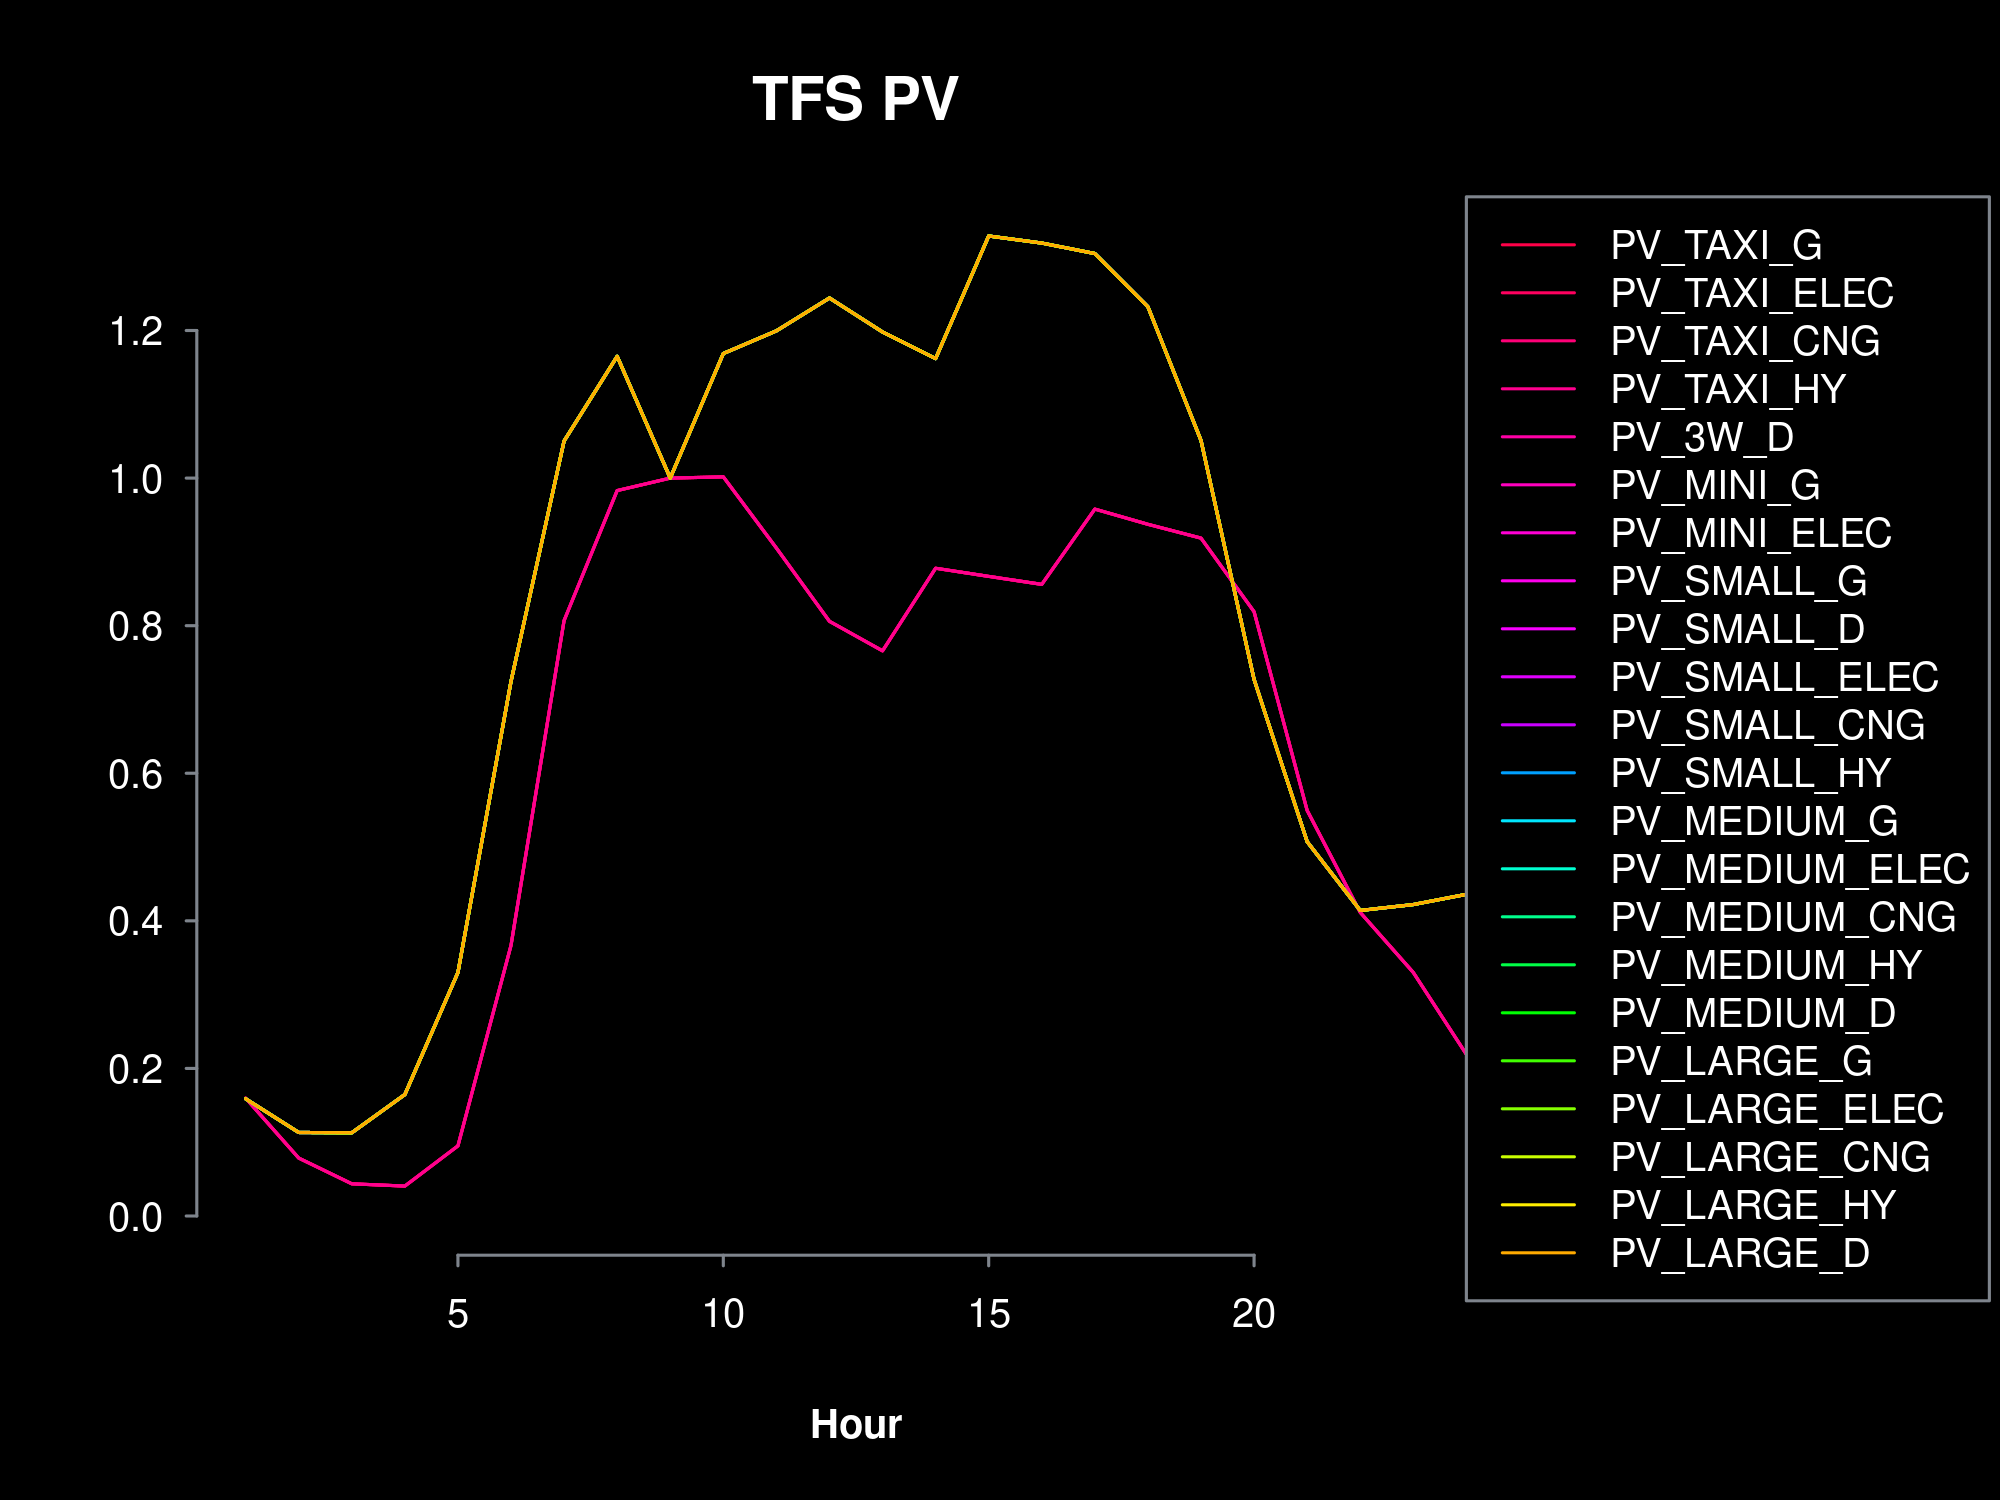 TFS PV
1.2
1.0
0.8
0.6
0.4
0.2
0.0
5 10 15 20
Hour
PV_TAXI_G
PV_TAXI_ELEC
PV_TAXI_CNG
PV_TAXI_HY
PV_3W_D
PV_MINI_G
PV_MINI_ELEC
PV_SMALL_G
PV_SMALL_D
PV_SMALL_ELEC
PV_SMALL_CNG
PV_SMALL_HY
PV_MEDIUM_G
PV_MEDIUM_ELEC
PV_MEDIUM_CNG
PV_MEDIUM_HY
PV_MEDIUM_D
PV_LARGE_G
PV_LARGE_ELEC
PV_LARGE_CNG
PV_LARGE_HY
PV_LARGE_D